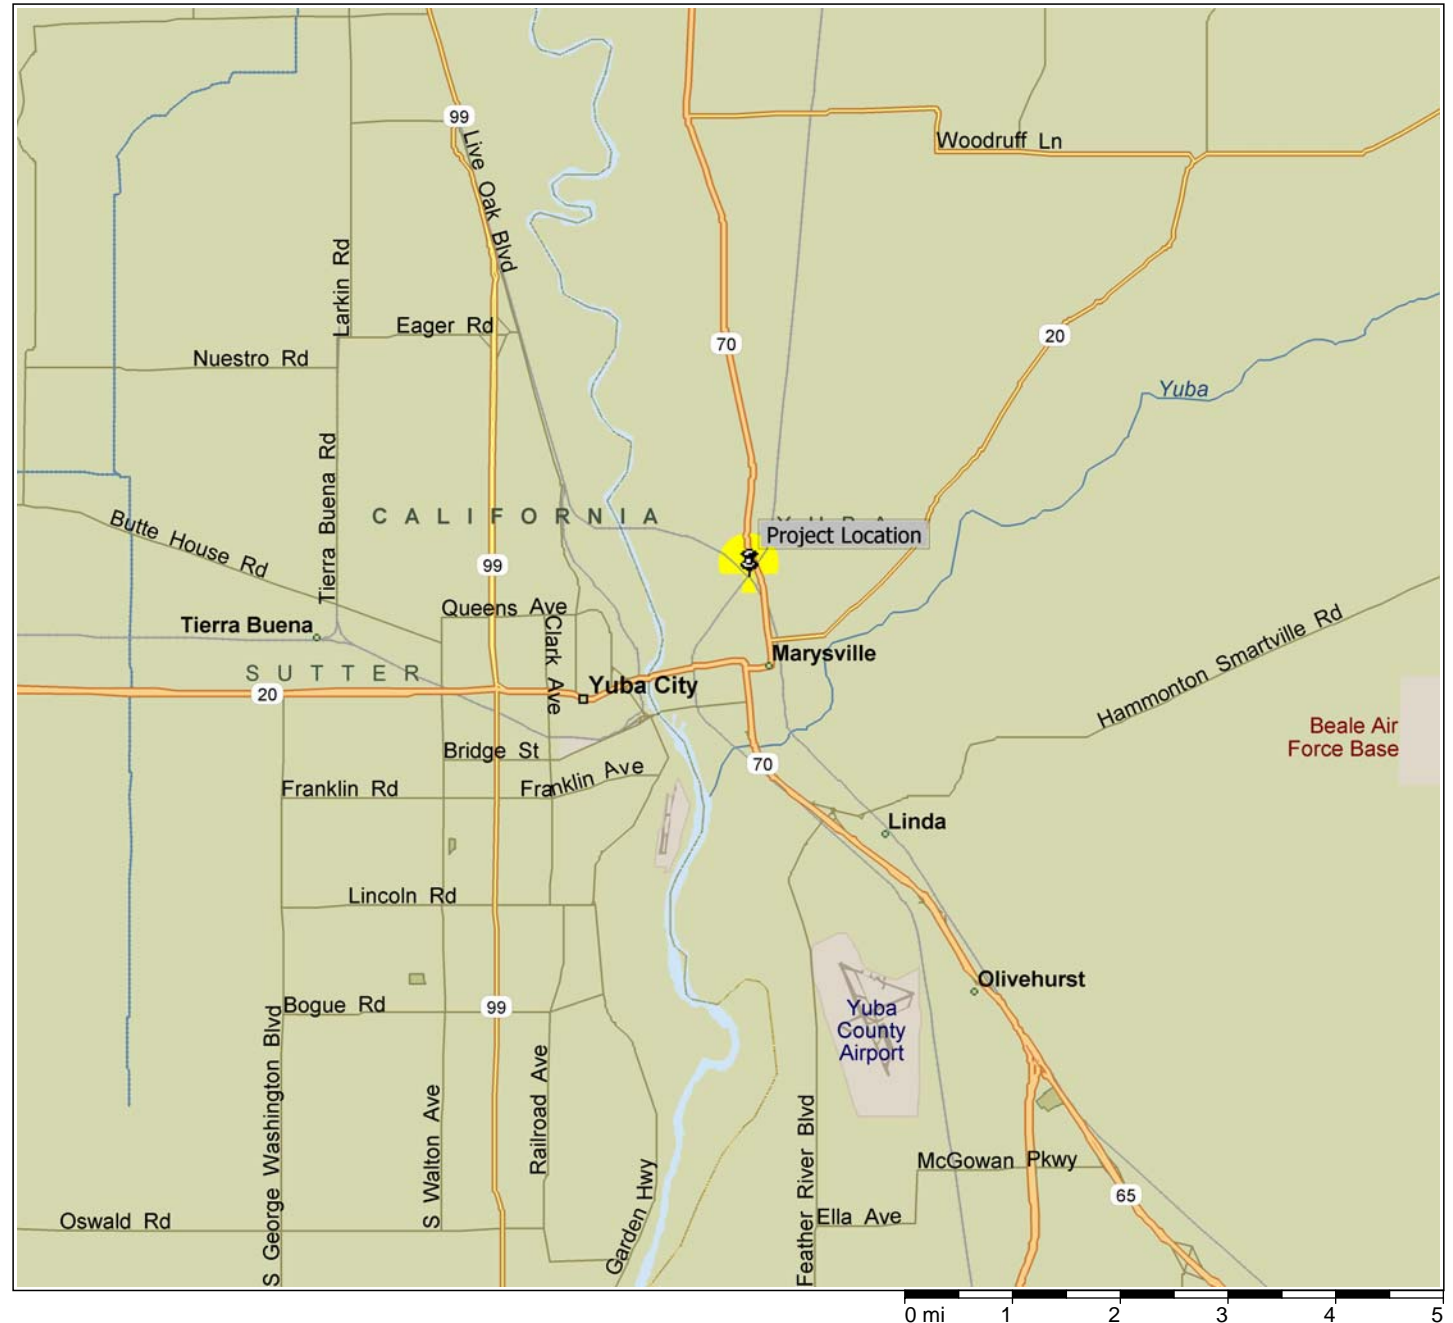 99
Woodruff Ln
Live Oak Blvd
Larkin Rd
Eager Rd
70
20
Nuestro Rd
Yuba
Tierra Buena Rd
CALIFORNIA
YUBA
Project Location
Butte House Rd
99
Queens Ave
Clark Ave
Tierra Buena
Marysville
Hammonton Smartville Rd
SUTTER
20
Yuba City
Beale Air
Force Base
Bridge St
70
Franklin Rd
Franklin Ave
Linda
Lincoln Rd
Olivehurst
Bogue Rd
99
Yuba
County
Airport
S George Washington Blvd
S Walton Ave
Railroad Ave
Garden Hwy
Feather River Blvd
McGowan Pkwy
65
Oswald Rd
Ella Ave
0 mi 1 2 3 4 5